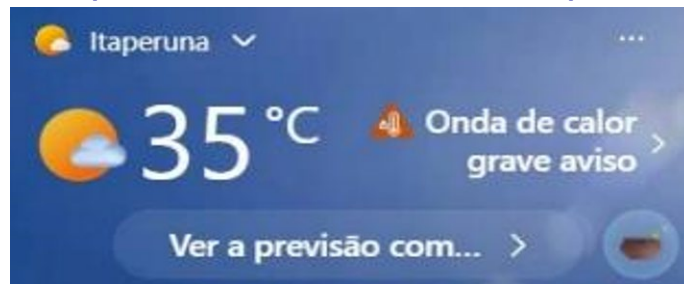 Itaperuna
...
35 °C
Onda de calor
grave aviso
Ver a previsão com...